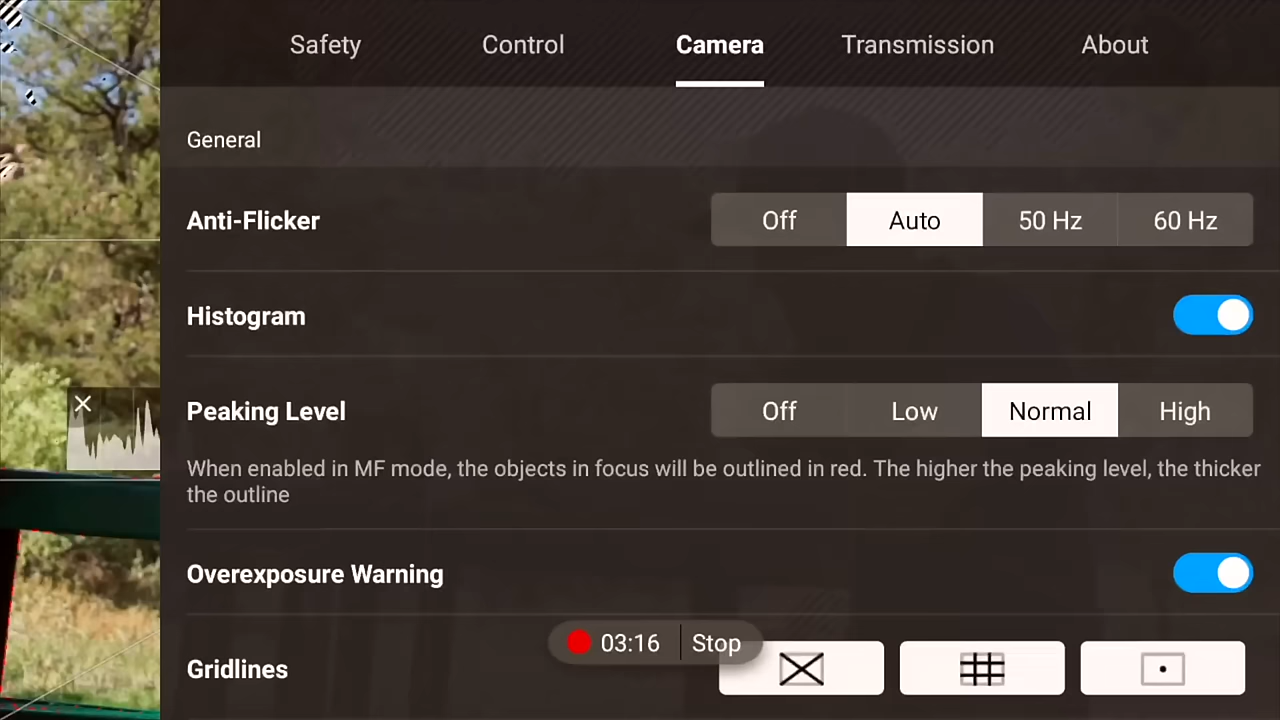 Safety Control Camera Transmission About
General
Anti-Flicker Off Auto 50 Hz 60 Hz
Histogram
Peaking Level Off Low Normal High
When enabled in MF mode, the objects in focus will be outlined in red. The higher the peaking level, the thicker
the outline
Overexposure Warning
03:16 Stop
Gridlines